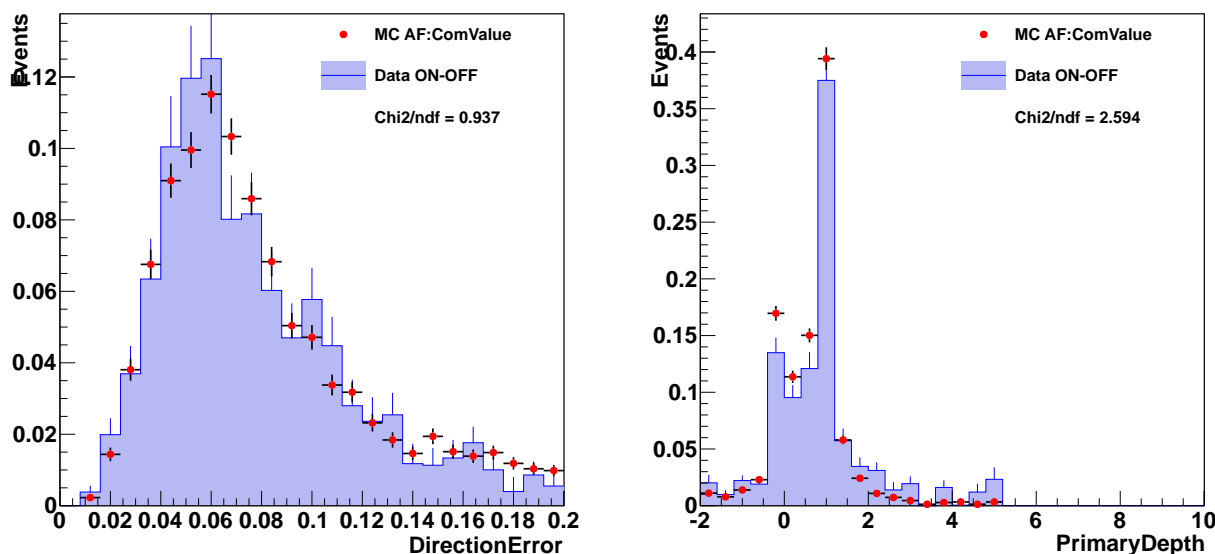 Events
MC AF:ComValue
Data ON-OFF
Chi2/ndf = 0.937
0.12
0.1
0.08
0.06
0.04
0.02
0
0 0.02 0.04 0.06 0.08 0.1 0.12 0.14 0.16 0.18 0.2
DirectionError
Events
MC AF:ComValue
Data ON-OFF
Chi2/ndf = 2.594
0.4
0.35
0.3
0.25
0.2
0.15
0.1
0.05
0
-2 0 2 4 6 8 10
PrimaryDepth